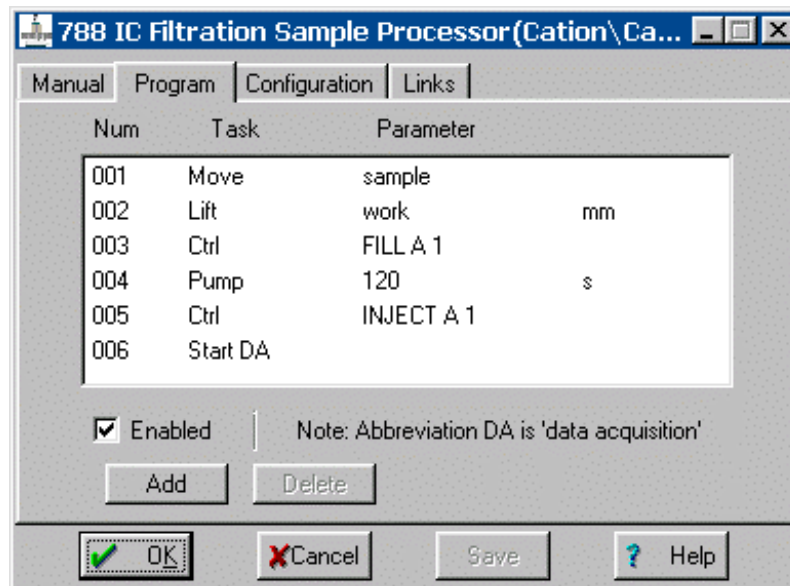 788 IC Filtration Sample Processor(Cation\Ca...
Manual Program Configuration Links
Num Task Parameter
001 Move sample
002 Lift work mm
003 Ctrl FILL A 1
004 Pump 120 s
005 Ctrl INJECT A 1
006 Start DA
Enabled Note: Abbreviation DA is 'data acquisition'
Add Delete
OK Cancel Save ? Help